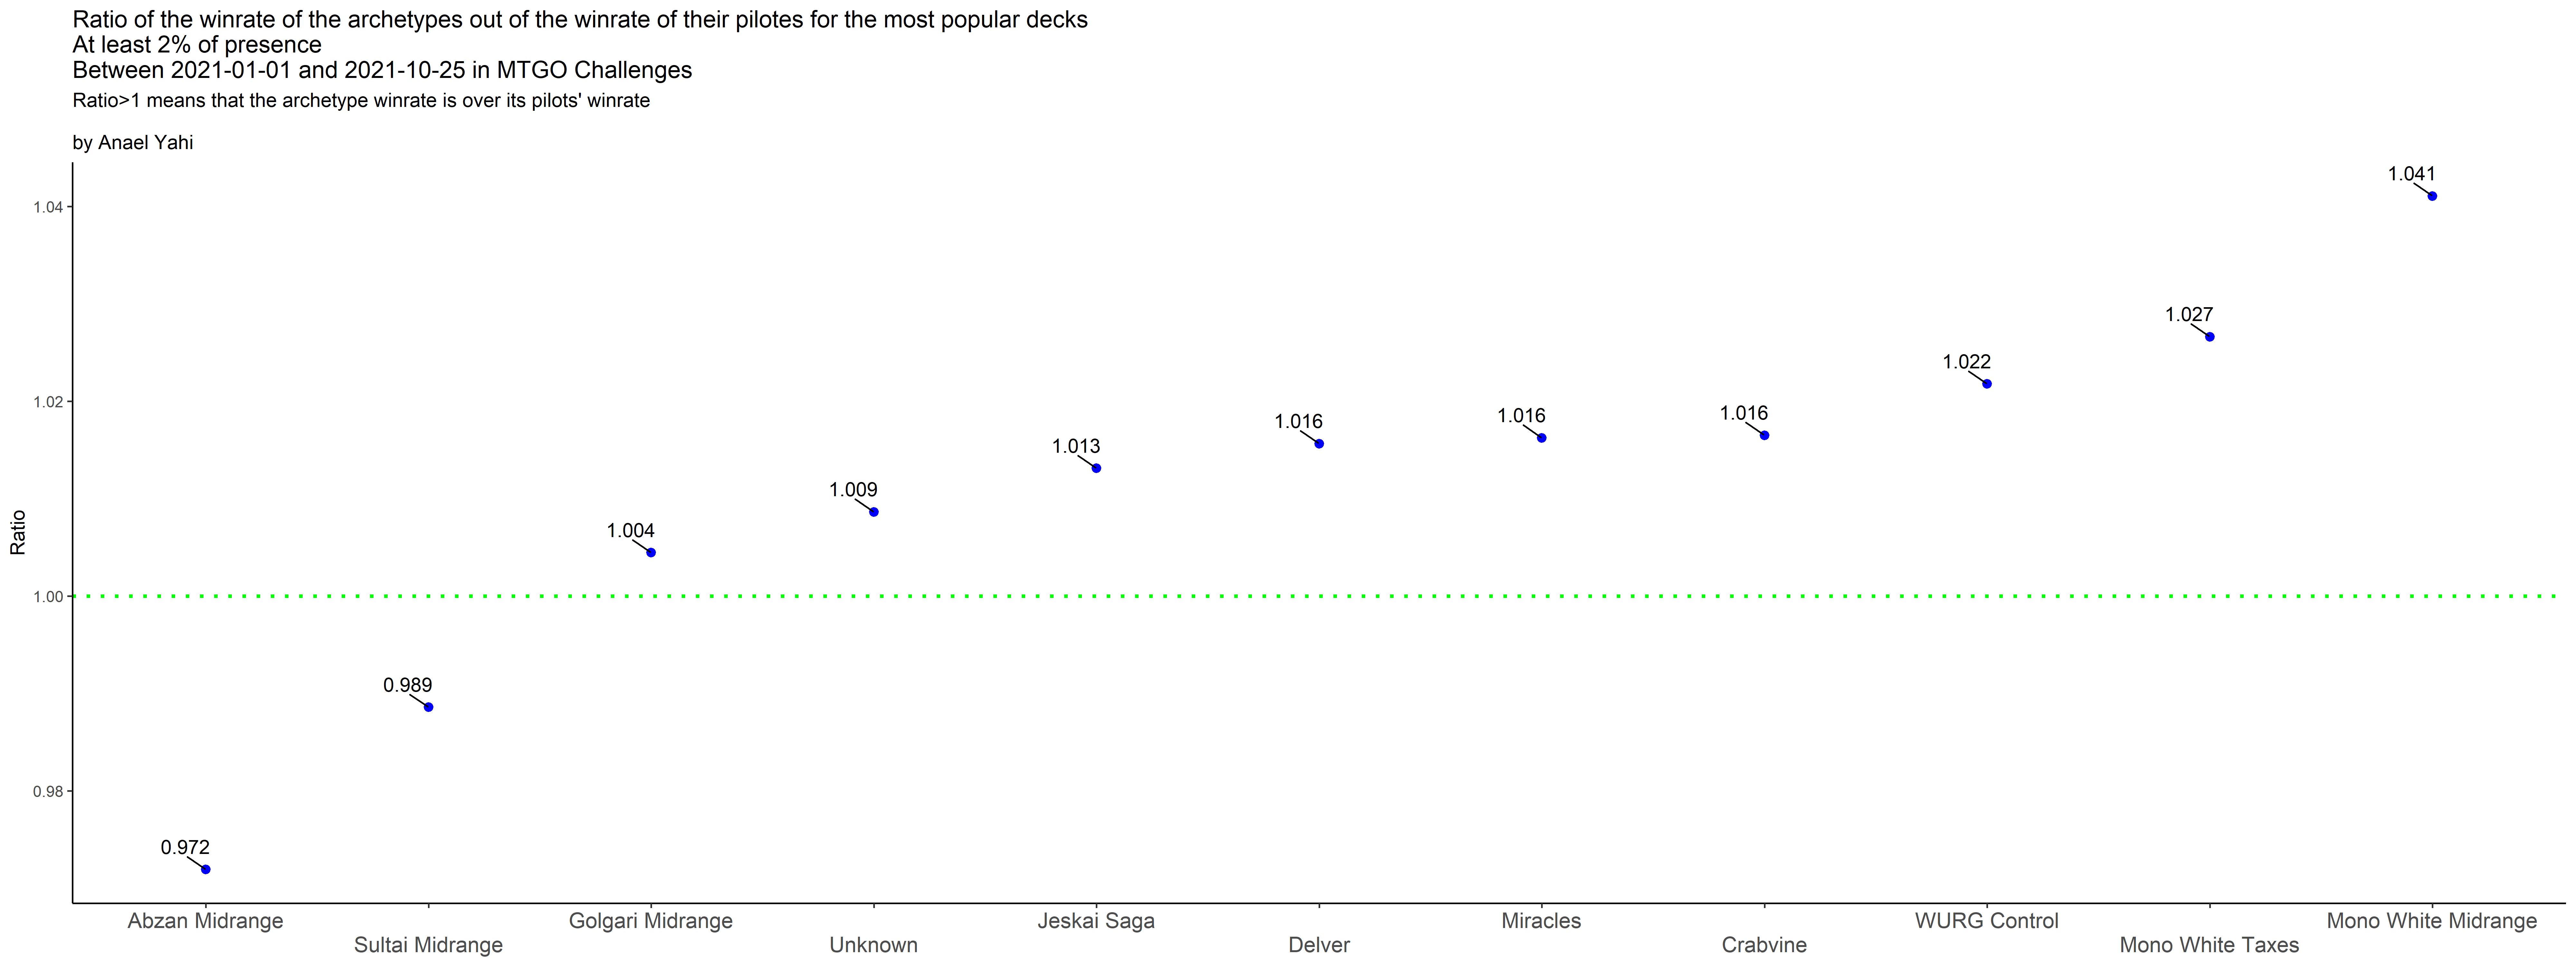 Ratio of the winrate of the archetypes out of the winrate of their pilotes for the most popular decks
At least 2% of presence
Between 2021-01-01 and 2021-10-25 in MTGO Challenges
Ratio>1 means that the archetype winrate is over its pilots' winrate
by Anael Yahi
1.041
1.04
1.027
1.022
1.02
1.016
1.016
1.016
1.013
1.009
1.004
Ratio
1.00
0.989
0.98
0.972
Abzan Midrange
Sultai Midrange
Golgari Midrange
Unknown
Jeskai Saga
Delver
Miracles
Crabvine
WURG Control
Mono White Taxes
Mono White Midrange